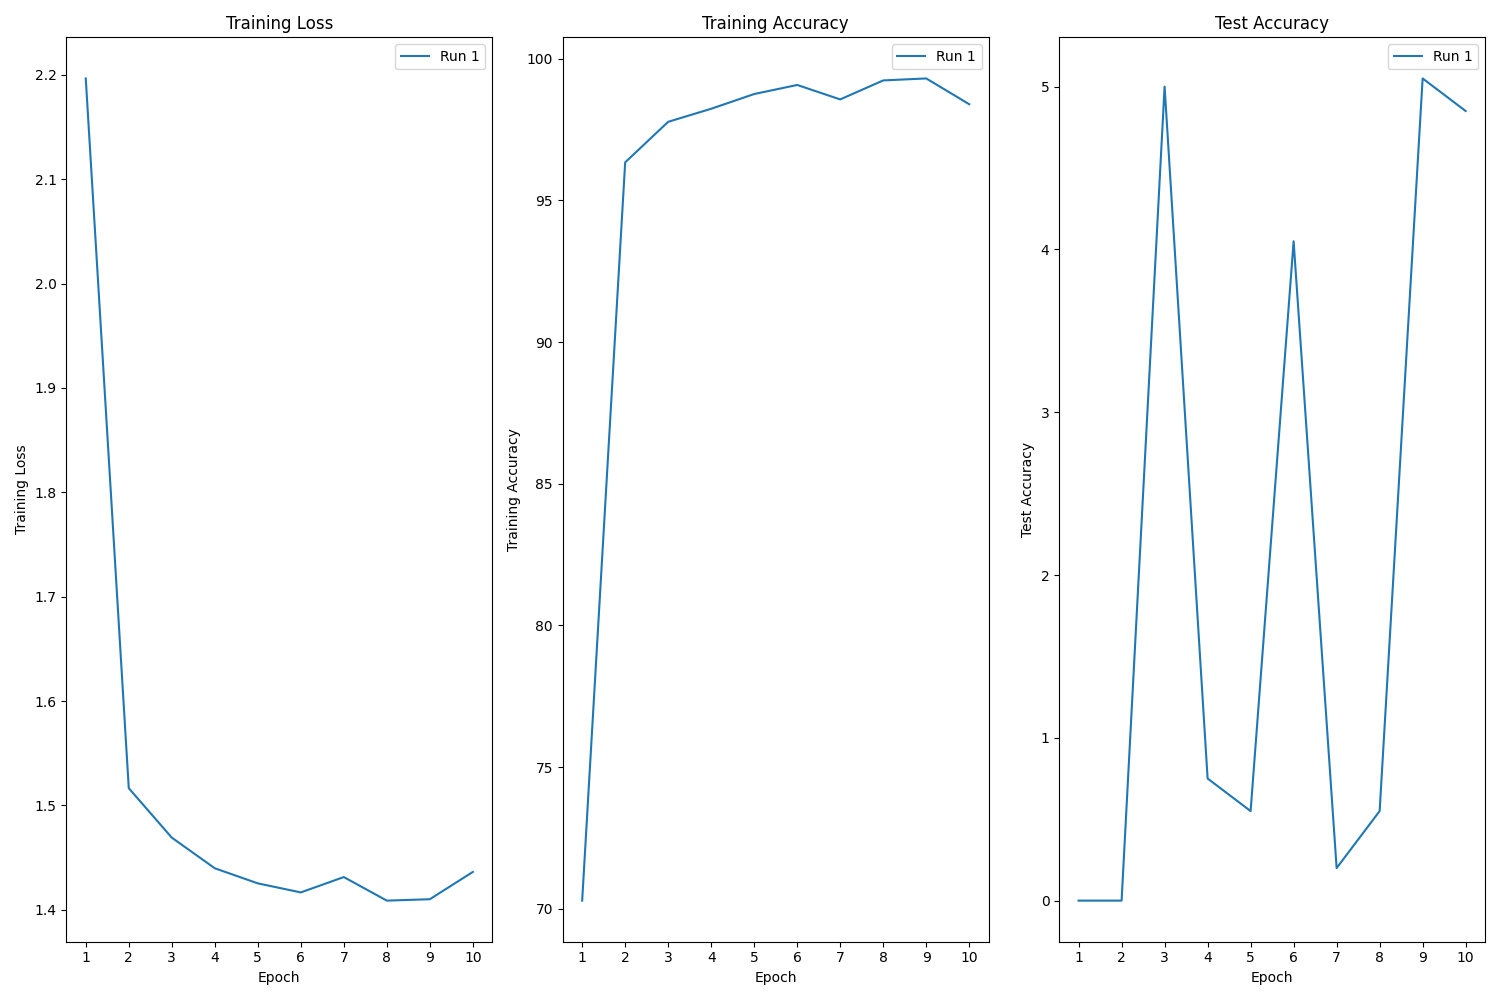 Training Loss
Run 1
2.2
2.1
2.0
1.9
1.8
1.7
1.6
1.5
1.4
Training Loss
1 2 3 4 5 6 7 8 9 10
Epoch
Training Accuracy
Run 1
100
95
90
85
80
75
70
Training Accuracy
1 2 3 4 5 6 7 8 9 10
Epoch
Test Accuracy
Run 1
5
4
3
2
1
0
Test Accuracy
1 2 3 4 5 6 7 8 9 10
Epoch